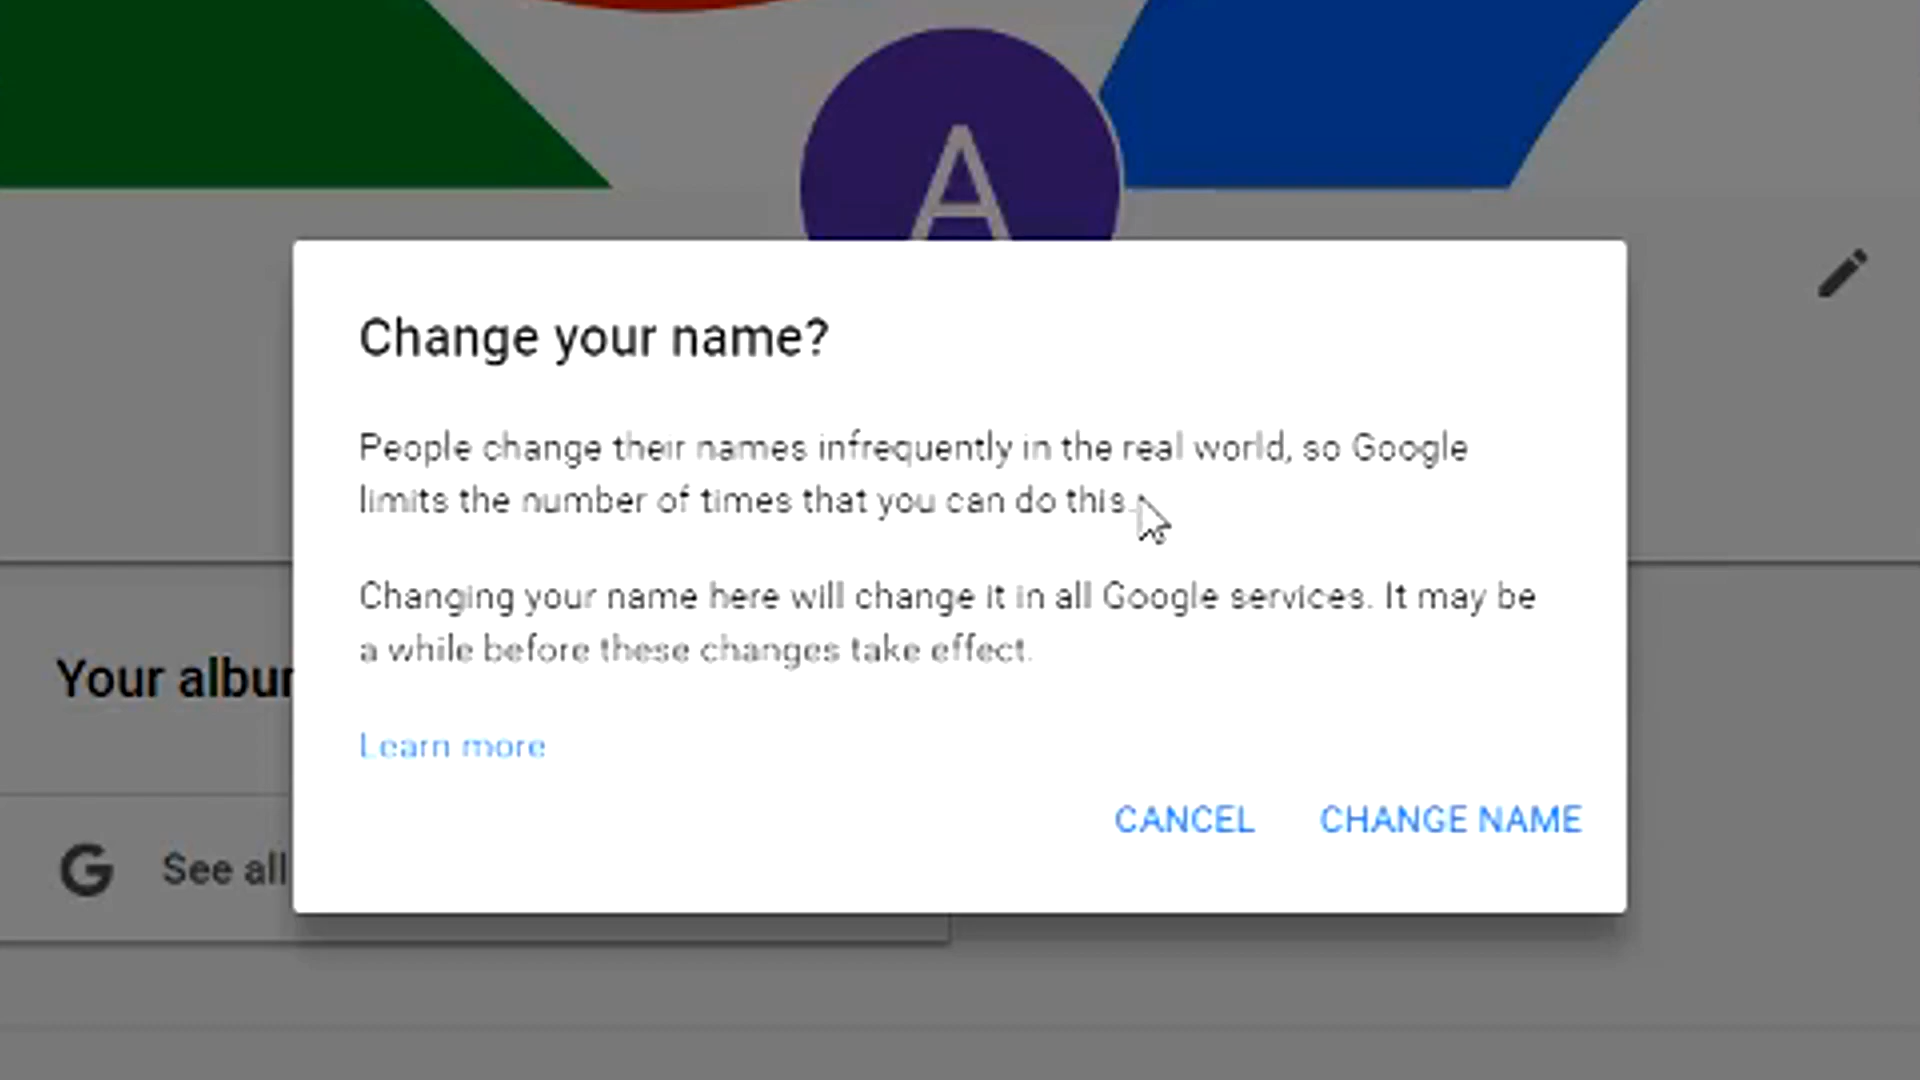 A
Change your name?
People change their names infrequently in the real world, so Google
limits the number of times that you can do this.
Changing your name here will change it in all Google services. It may be
a while before these changes take effect.
Your albu
Learn more
CANCEL CHANGE NAME
G See all